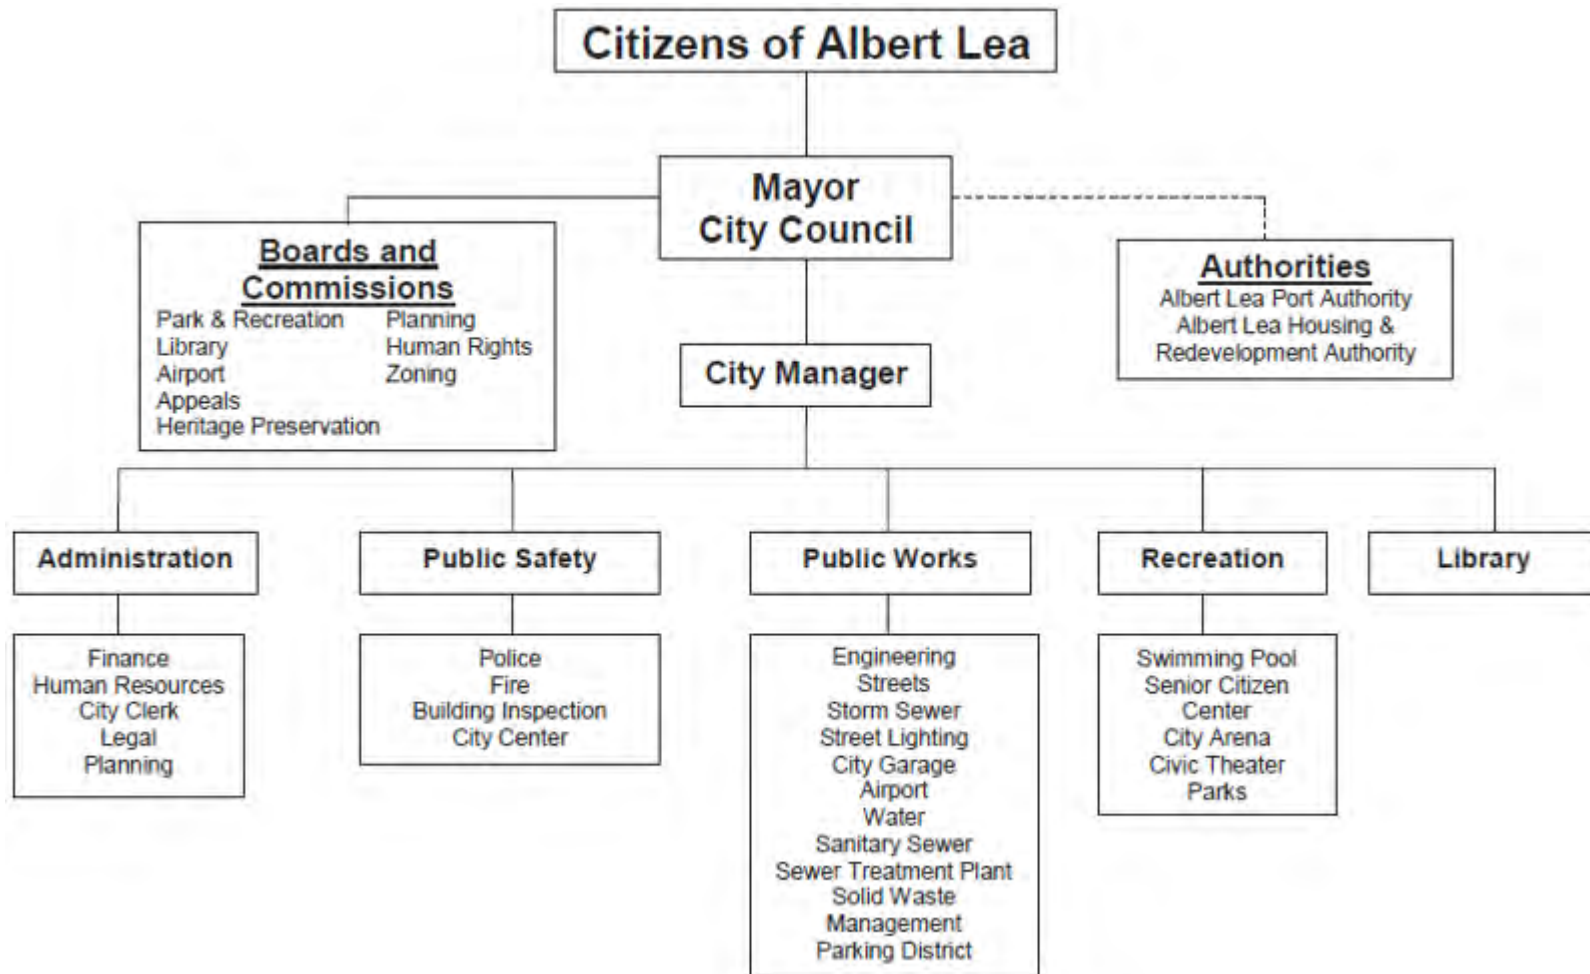 Citizens of Albert Lea
Mayor
City Council
Boards and
Commissions
Park & Recreation Planning
Library Human Rights
Airport Zoning
Appeals
Heritage Preservation
Authorities
Albert Lea Port Authority
Albert Lea Housing &
Redevelopment Authority
City Manager
Administration
Finance
Human Resources
City Clerk
Legal
Planning
Public Safety
Police
Fire
Building Inspection
City Center
Public Works
Engineering
Streets
Storm Sewer
Street Lighting
City Garage
Airport
Water
Sanitary Sewer
Sewer Treatment Plant
Solid Waste
Management
Parking District
Recreation
Swimming Pool
Senior Citizen
Center
City Arena
Civic Theater
Parks
Library